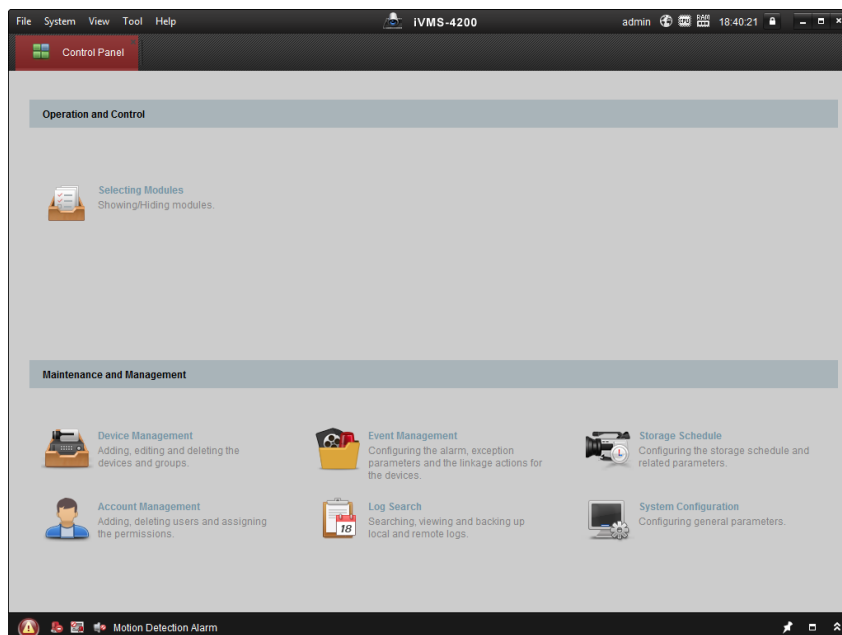 File System View Tool Help iVMS-4200 admin CPU RAM 18:40:21
Control Panel
Operation and Control
Selecting Modules
Showing/Hiding modules.
Maintenance and Management
Device Management
Adding, editing and deleting the
devices and groups.
Event Management
Configuring the alarm, exception
parameters and the linkage actions for
the devices.
Storage Schedule
Configuring the storage schedule and
related parameters.
Account Management
Adding, deleting users and assigning
the permissions.
Log Search
Searching, viewing and backing up
local and remote logs.
18
System Configuration
Configuring general parameters.
Motion Detection Alarm